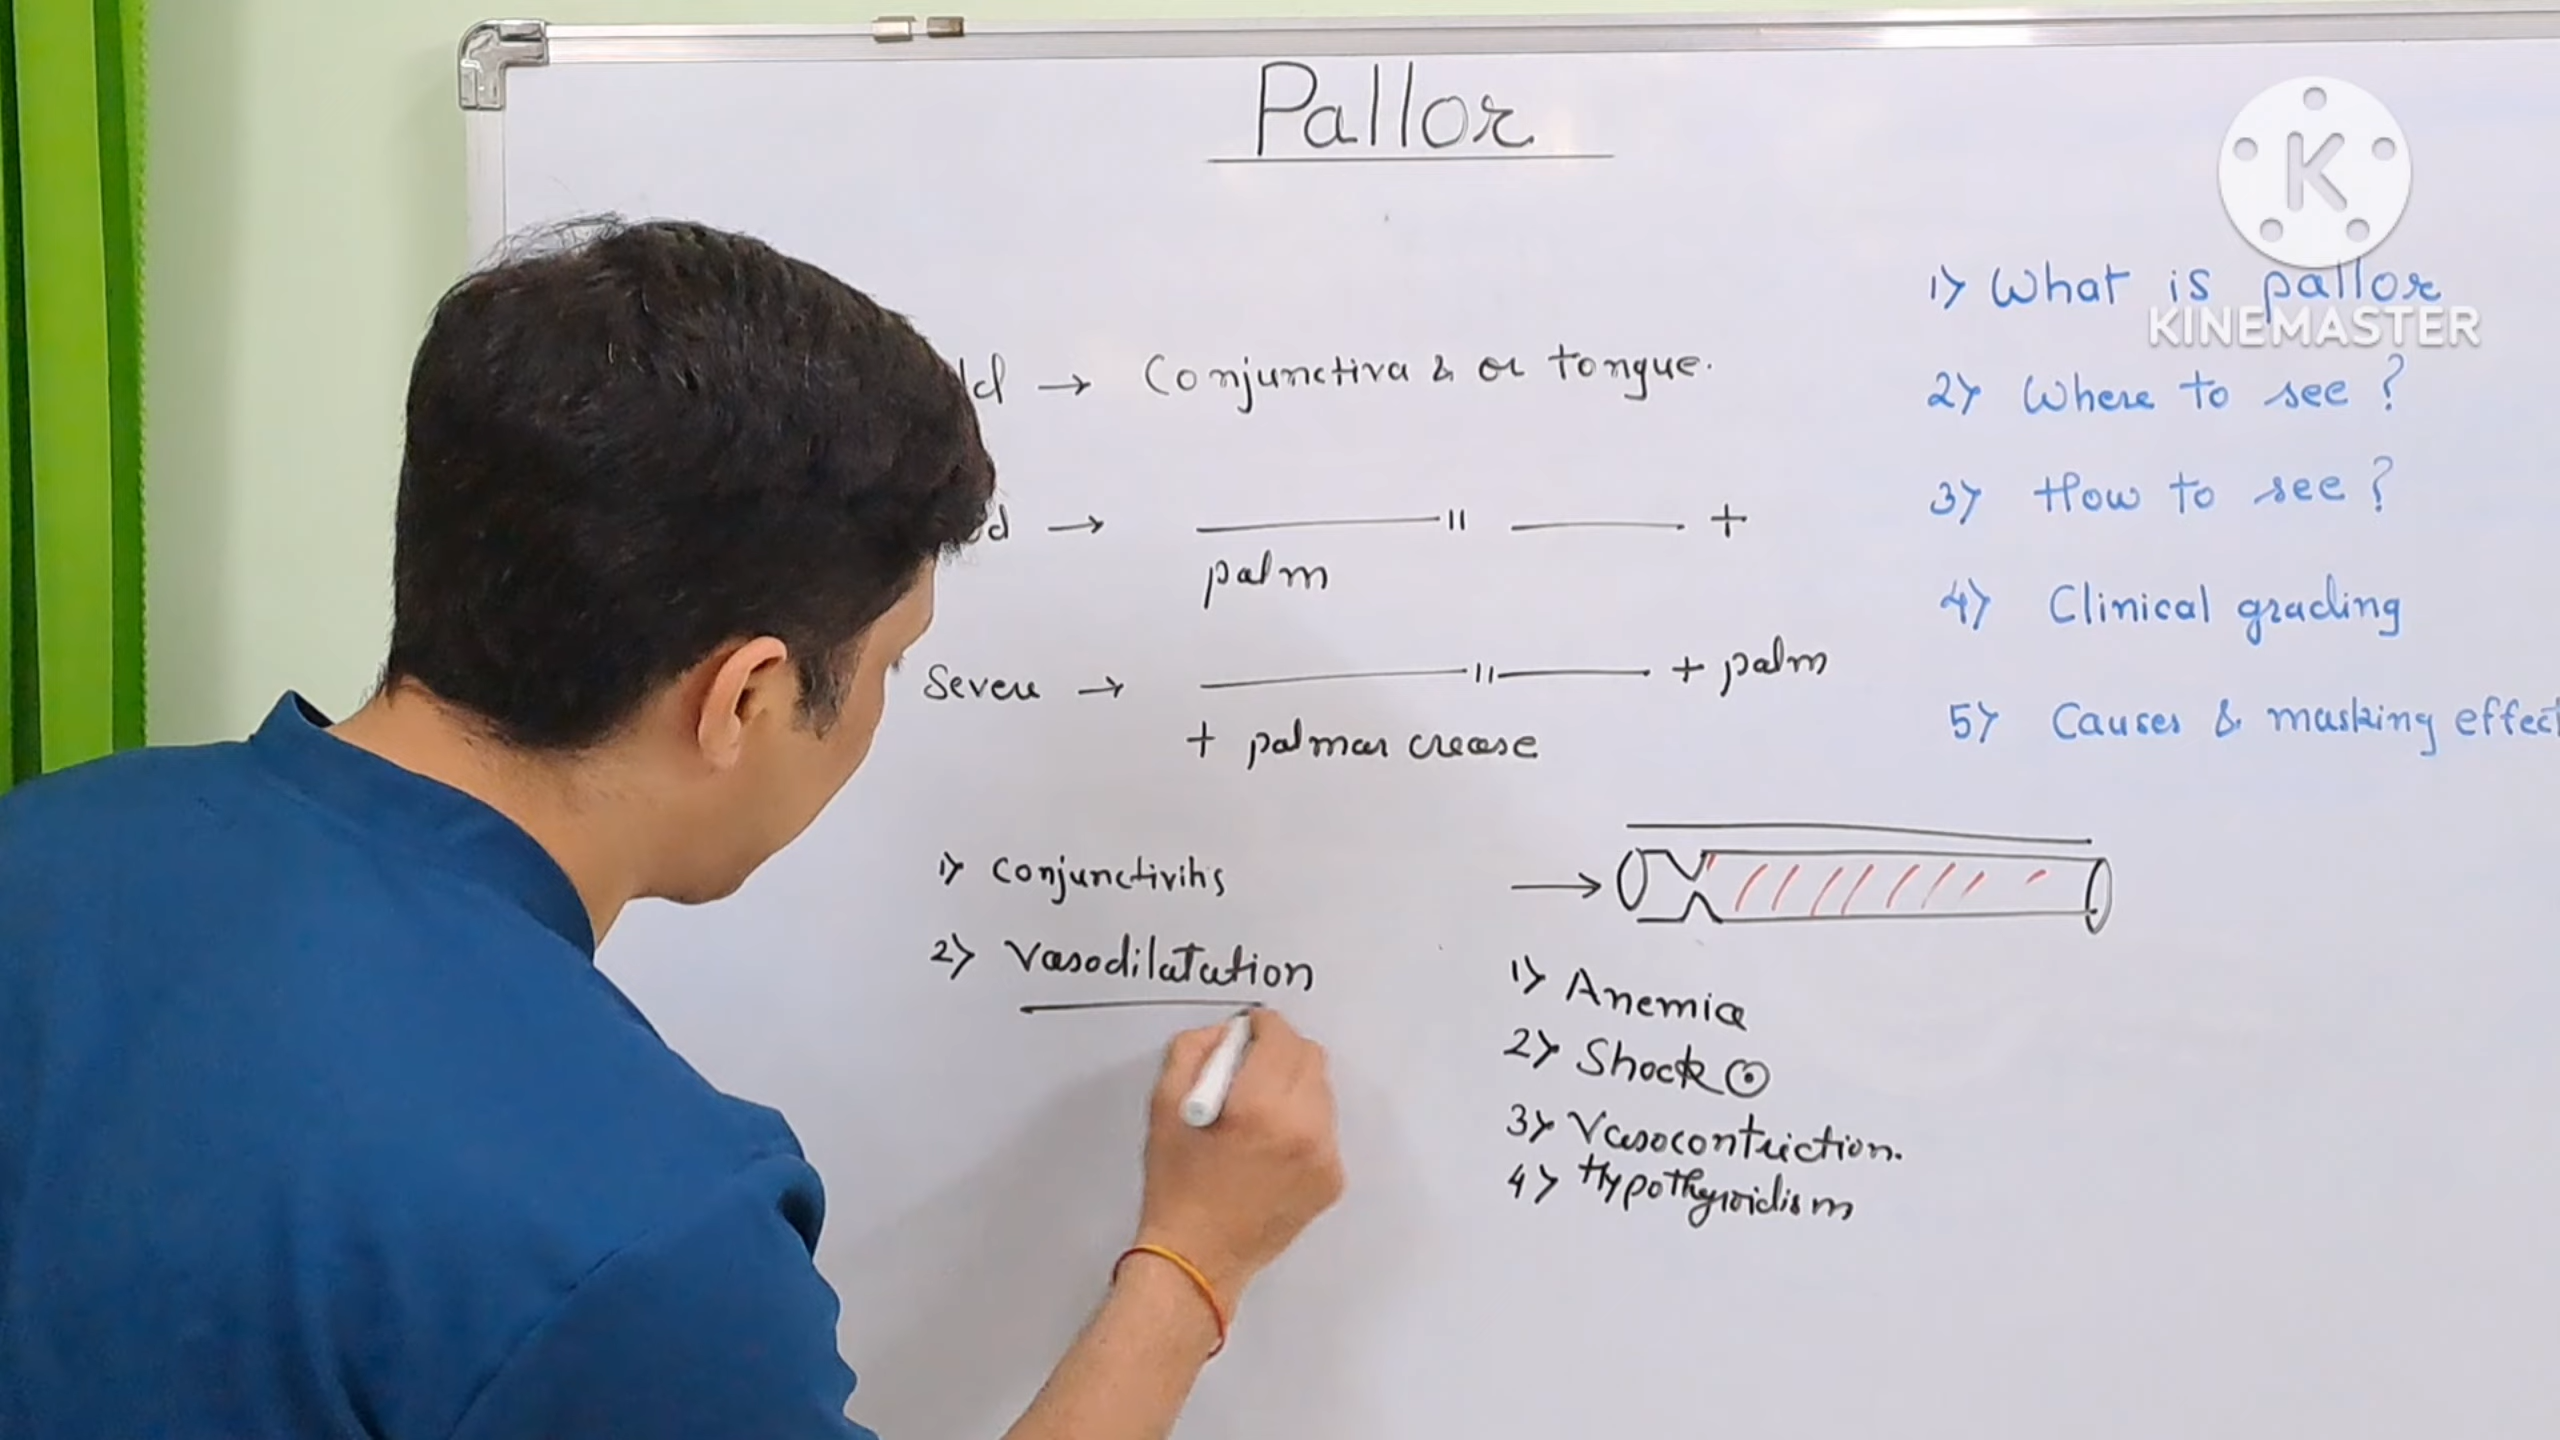 Pallor
1) What is pallor
KINEMASTER
→ Conjunctiva & or tongue.
2) Where to see ?
→ —— " —— +
palm
3) How to see ?
4) Clinical grading
Severe → —— " —— + palm
+ palmar crease
5) Causes & masking effect
1) Conjunctivitis
2) Vasodilatation
1) Anemia
2) Shock
3) Vasocontriction.
4) Hypothyroidism